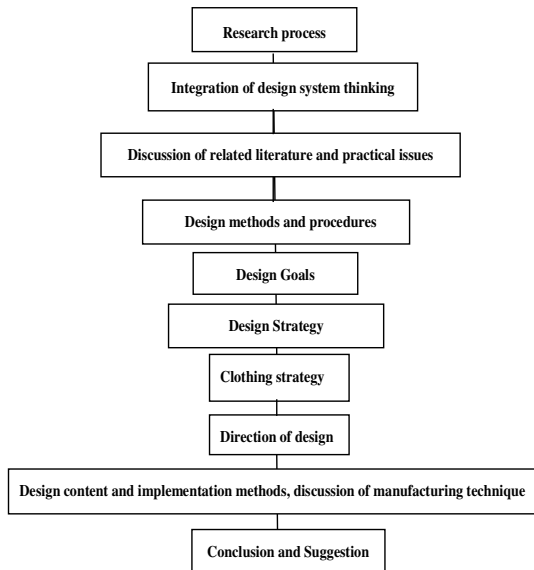 Research process
Integration of design system thinking
Discussion of related literature and practical issues
Design methods and procedures
Design Goals
Design Strategy
Clothing strategy
Direction of design
Design content and implementation methods, discussion of manufacturing technique
Conclusion and Suggestion